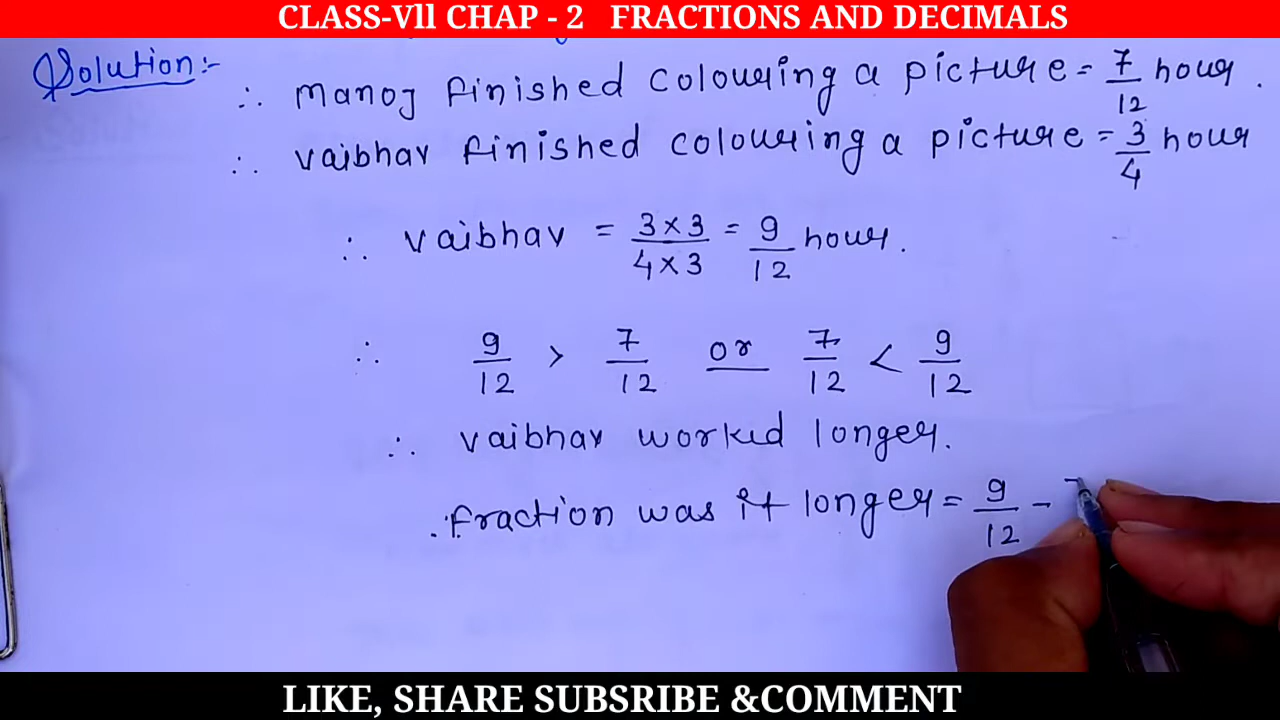 CLASS-Vll CHAP - 2 FRACTIONS AND DECIMALS
Solution:-
∴ Manoj finished colouring a picture = 7/12 hour.
∴ Vaibhav finished colouring a picture = 3/4 hour
∴ Vaibhav = 3×3/4×3 = 9/12 hour.
∴ 9/12 > 7/12 or 7/12 < 9/12
∴ Vaibhav worked longer.
∴ fraction was it longer = 9/12 -
LIKE, SHARE SUBSRIBE &COMMENT